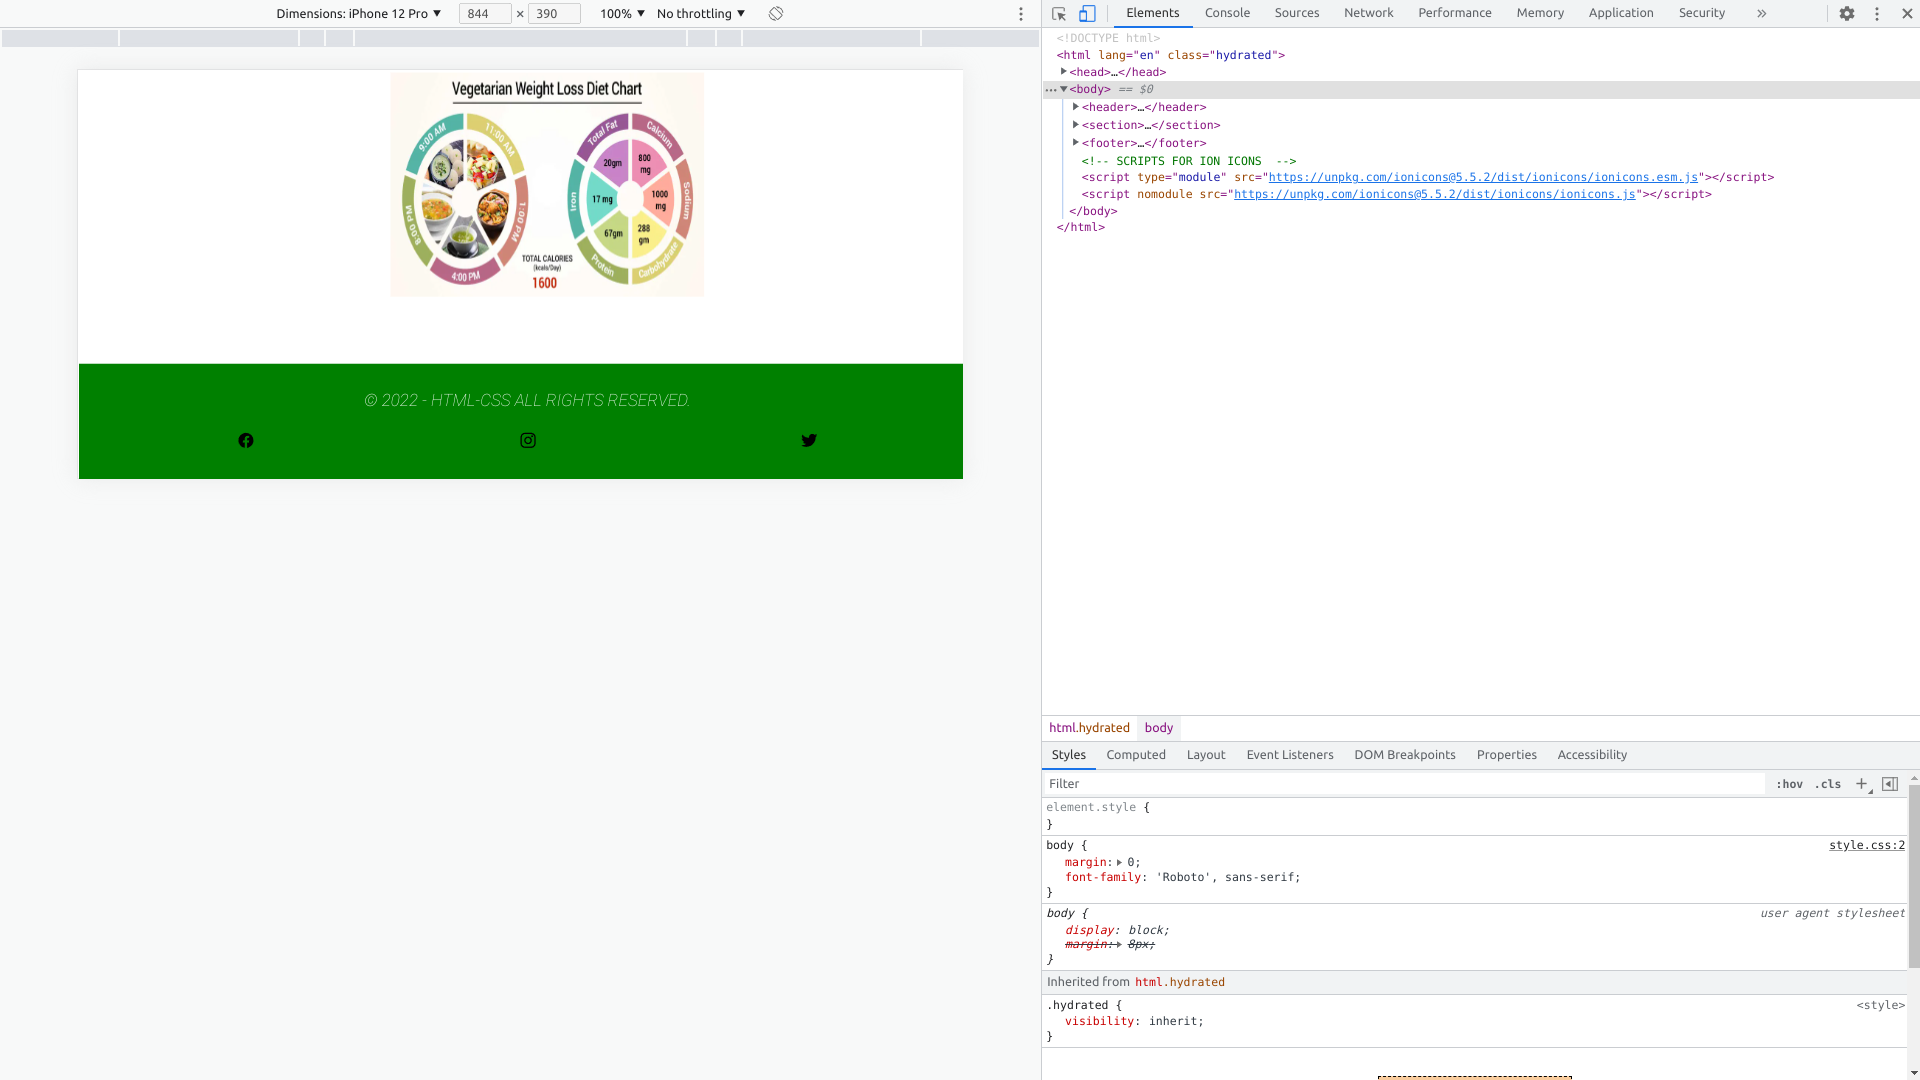 Dimensions: iPhone 12 Pro ▼ 844 × 390 100% ▼ No throttling ▼
Vegetarian Weight Loss Diet Chart
9:00 AM
11:00 AM
1:00 PM
4:00 PM
8:00 PM
Total Fat
Calcium
Sodium
Carbohydrate
Protein
Iron
20gm
800 mg
1000 mg
288 gm
67gm
17 mg
TOTAL CALORIES
(kcals/Day)
1600
© 2022 - HTML-CSS ALL RIGHTS RESERVED.
Elements Console Sources Network Performance Memory Application Security »
<!DOCTYPE html>
<html lang="en" class="hydrated">
<head>…</head>
<body> == $0
<header>…</header>
<section>…</section>
<footer>…</footer>
<!-- SCRIPTS FOR ION ICONS  -->
<script type="module" src="https://unpkg.com/ionicons@5.5.2/dist/ionicons/ionicons.esm.js"></script>
<script nomodule src="https://unpkg.com/ionicons@5.5.2/dist/ionicons/ionicons.js"></script>
</body>
</html>
html.hydrated body
Styles Computed Layout Event Listeners DOM Breakpoints Properties Accessibility
Filter :hov .cls +
element.style {
}
body { style.css:2
margin: 0;
font-family: 'Roboto', sans-serif;
}
body { user agent stylesheet
display: block;
margin: 8px;
}
Inherited from html.hydrated
.hydrated { <style>
visibility: inherit;
}